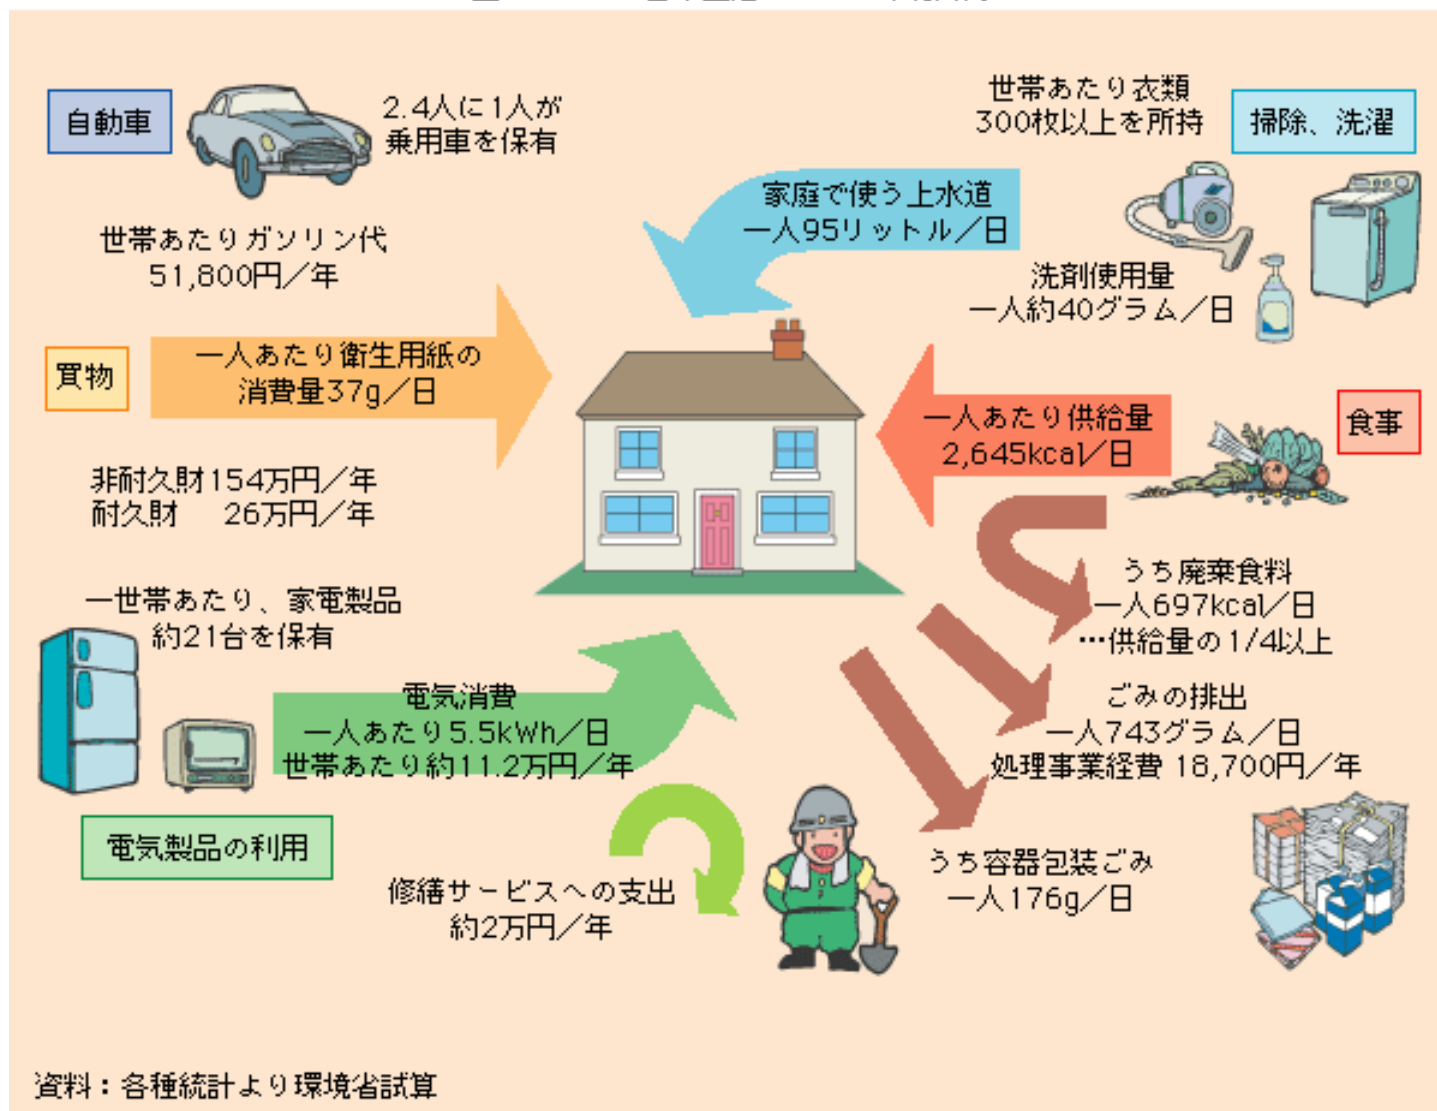 自動車
2.4人に1人が
乗用車を保有
世帯あたりガソリン代
51,800円／年
世帯あたり衣類
300枚以上を所持
掃除、洗濯
家庭で使う上水道
一人95リットル／日
洗剤使用量
一人約40グラム／日
買物
一人あたり衛生用紙の
消費量37g／日
非耐久財154万円／年
耐久財　26万円／年
一人あたり供給量
2,645kcal／日
食事
うち廃棄食料
一人697kcal／日
…供給量の1/4以上
ごみの排出
一人743グラム／日
処理事業経費 18,700円／年
うち容器包装ごみ
一人176g／日
一世帯あたり、家電製品
約21台を保有
電気消費
一人あたり5.5kWh／日
世帯あたり約11.2万円／年
電気製品の利用
修繕サービスへの支出
約2万円／年
資料：各種統計より環境省試算